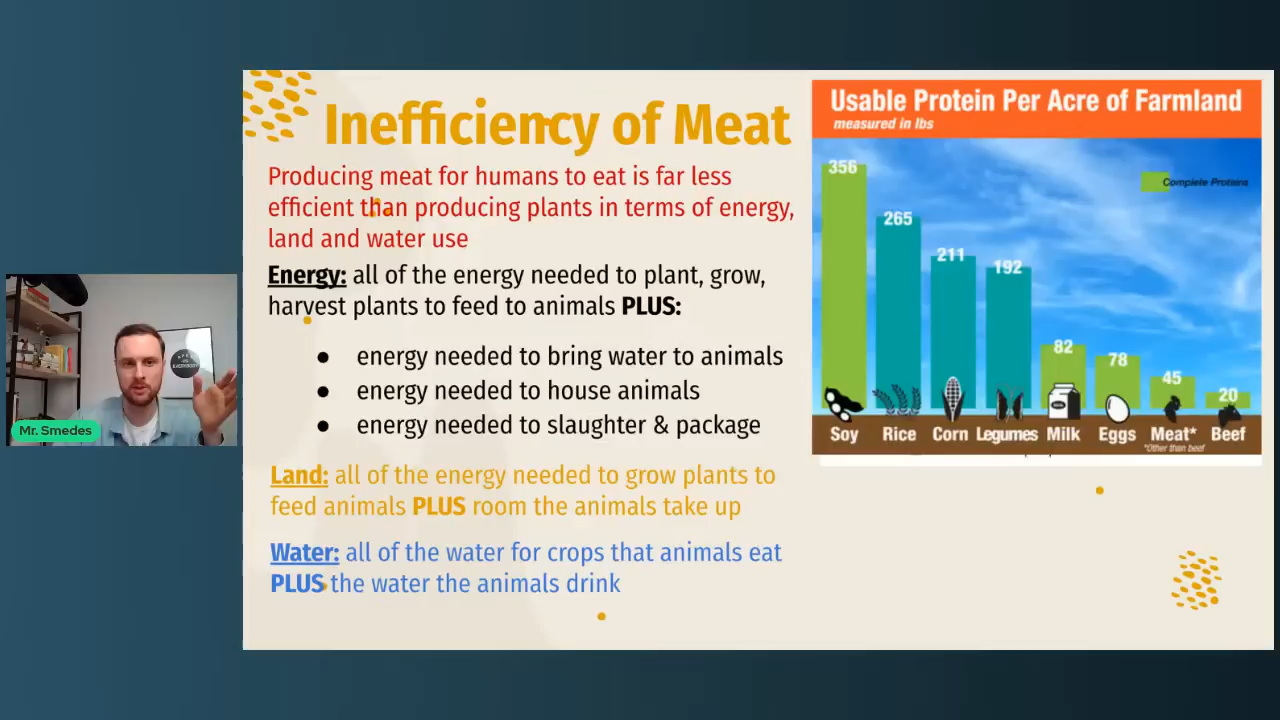 Inefficiency of Meat
Producing meat for humans to eat is far less
efficient than producing plants in terms of energy,
land and water use
Energy: all of the energy needed to plant, grow,
harvest plants to feed to animals PLUS:
● energy needed to bring water to animals
● energy needed to house animals
● energy needed to slaughter & package
Land: all of the energy needed to grow plants to
feed animals PLUS room the animals take up
Water: all of the water for crops that animals eat
PLUS the water the animals drink
Usable Protein Per Acre of Farmland
measured in lbs
Complete Proteins
356
265
211
192
82
78
45
20
Soy Rice Corn Legumes Milk Eggs Meat* Beef
*Other than beef
Mr. Smedes